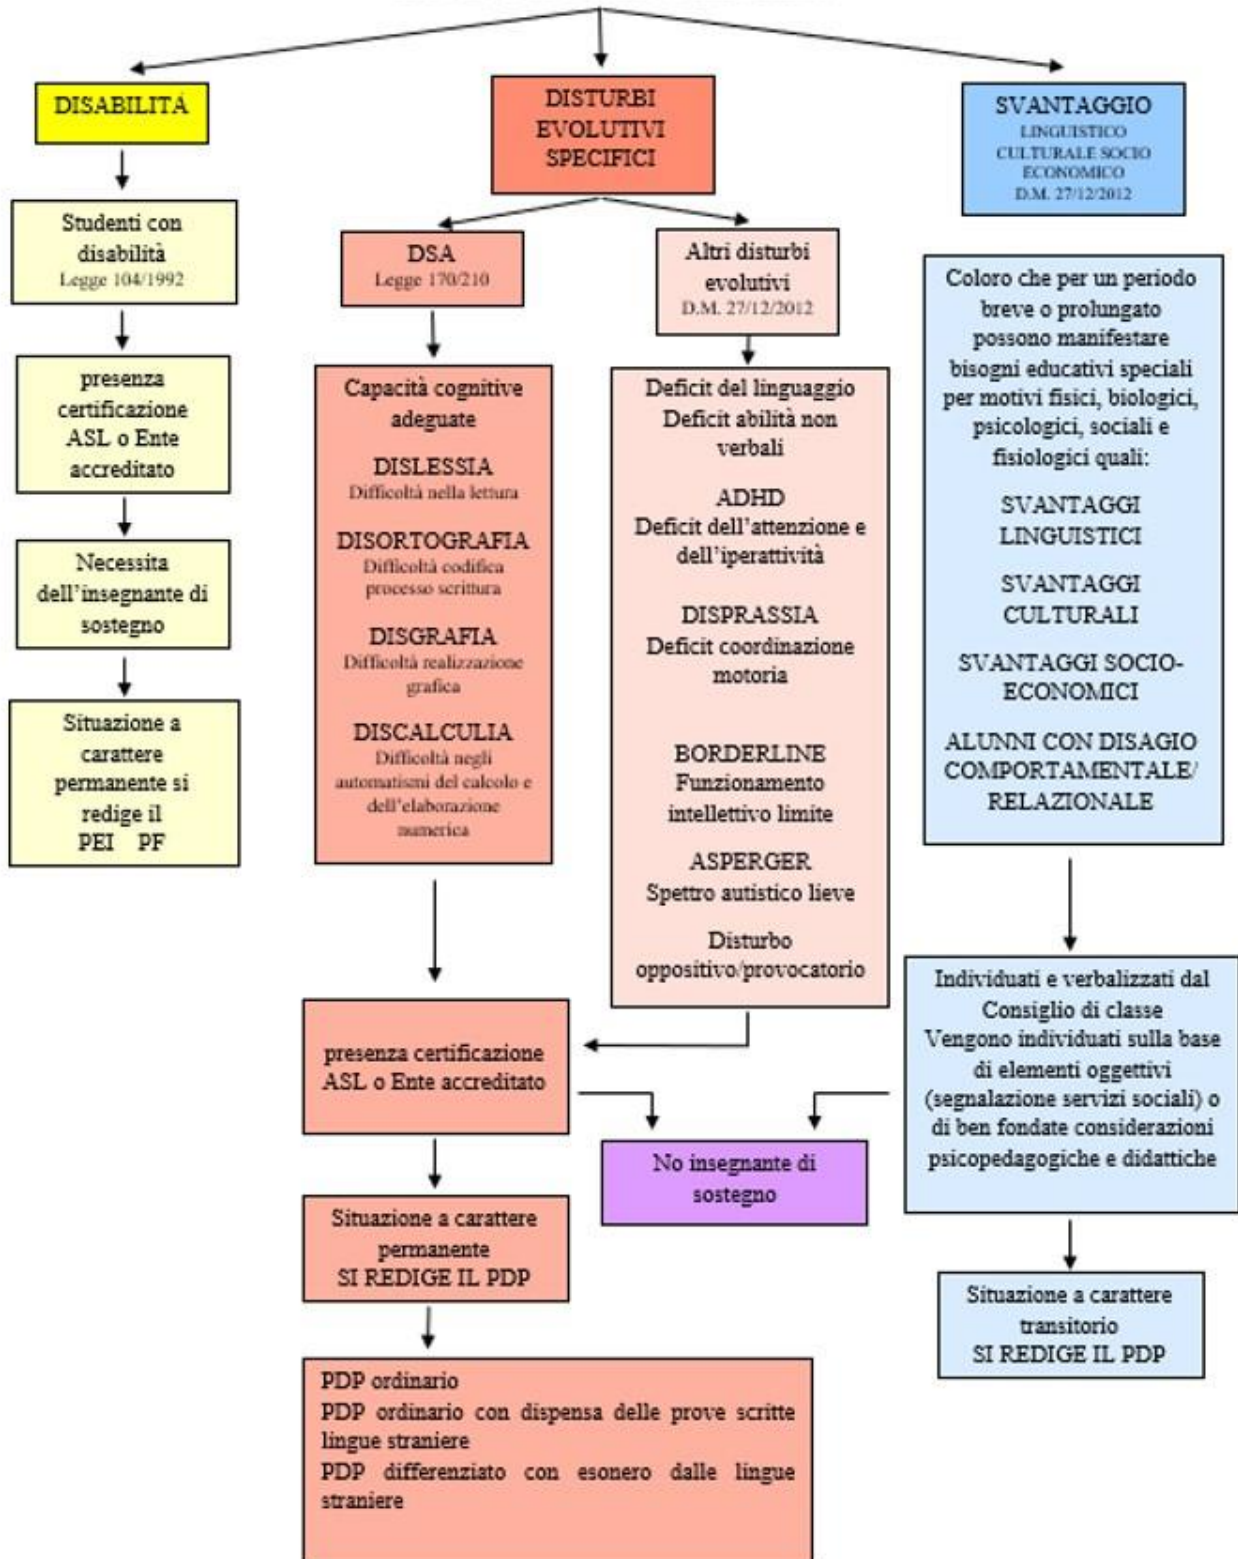 DISABILITÁ
Studenti con
disabilità
Legge 104/1992
presenza
certificazione
ASL o Ente
accreditato
Necessita
dell'insegnante di
sostegno
Situazione a
carattere
permanente si
redige il
PEI PF
DISTURBI
EVOLUTIVI
SPECIFICI
DSA
Legge 170/210
Capacità cognitive
adeguate
DISLESSIA
Difficoltà nella lettura
DISORTOGRAFIA
Difficoltà codifica
processo scrittura
DISGRAFIA
Difficoltà realizzazione
grafica
DISCALCULIA
Difficoltà negli
automatismi del calcolo e
dell'elaborazione
numerica
Altri disturbi
evolutivi
D.M. 27/12/2012
Deficit del linguaggio
Deficit abilità non
verbali
ADHD
Deficit dell'attenzione e
dell'iperattività
DISPRASSIA
Deficit coordinazione
motoria
BORDERLINE
Funzionamento
intellettivo limite
ASPERGER
Spettro autistico lieve
Disturbo
oppositivo/provocatorio
presenza certificazione
ASL o Ente accreditato
Situazione a carattere
permanente
SI REDIGE IL PDP
PDP ordinario
PDP ordinario con dispensa delle prove scritte
lingue straniere
PDP differenziato con esonero dalle lingue
straniere
No insegnante di
sostegno
SVANTAGGIO
LINGUISTICO
CULTURALE SOCIO
ECONOMICO
D.M. 27/12/2012
Coloro che per un periodo
breve o prolungato
possono manifestare
bisogni educativi speciali
per motivi fisici, biologici,
psicologici, sociali e
fisiologici quali:
SVANTAGGI
LINGUISTICI
SVANTAGGI
CULTURALI
SVANTAGGI SOCIO-
ECONOMICI
ALUNNI CON DISAGIO
COMPORTAMENTALE/
RELAZIONALE
Individuati e verbalizzati dal
Consiglio di classe
Vengono individuati sulla base
di elementi oggettivi
(segnalazione servizi sociali) o
di ben fondate considerazioni
psicopedagogiche e didattiche
Situazione a carattere
transitorio
SI REDIGE IL PDP